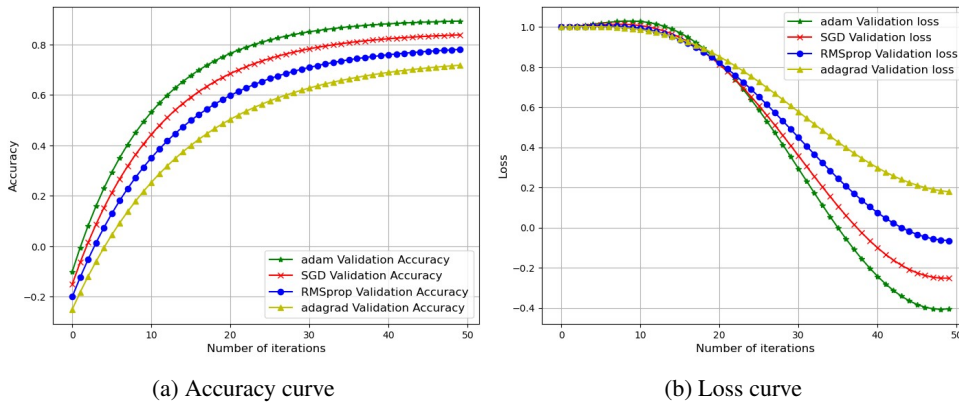 0.8
0.6
0.4
0.2
0.0
−0.2
Accuracy
adam Validation Accuracy
SGD Validation Accuracy
RMSprop Validation Accuracy
adagrad Validation Accuracy
0 10 20 30 40 50
Number of iterations
(a) Accuracy curve
1.0
0.8
0.6
0.4
0.2
0.0
−0.2
−0.4
Loss
adam Validation loss
SGD Validation loss
RMSprop Validation loss
adagrad Validation loss
0 10 20 30 40 50
Number of iterations
(b) Loss curve